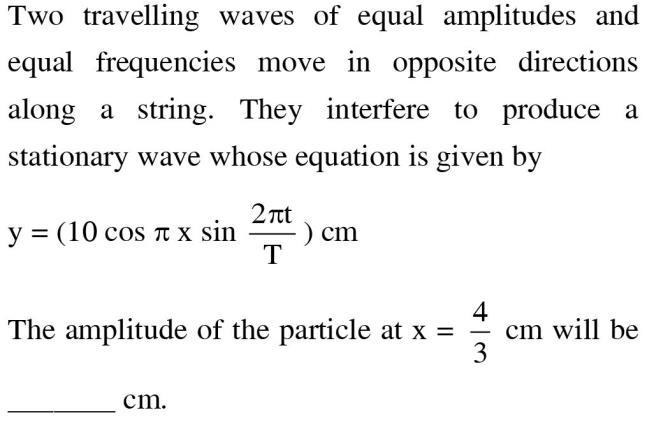 Two travelling waves of equal amplitudes and
equal frequencies move in opposite directions
along a string. They interfere to produce a
stationary wave whose equation is given by
y = (10 cos π x sin 2πt/T ) cm
The amplitude of the particle at x = 4/3 cm will be
________ cm.